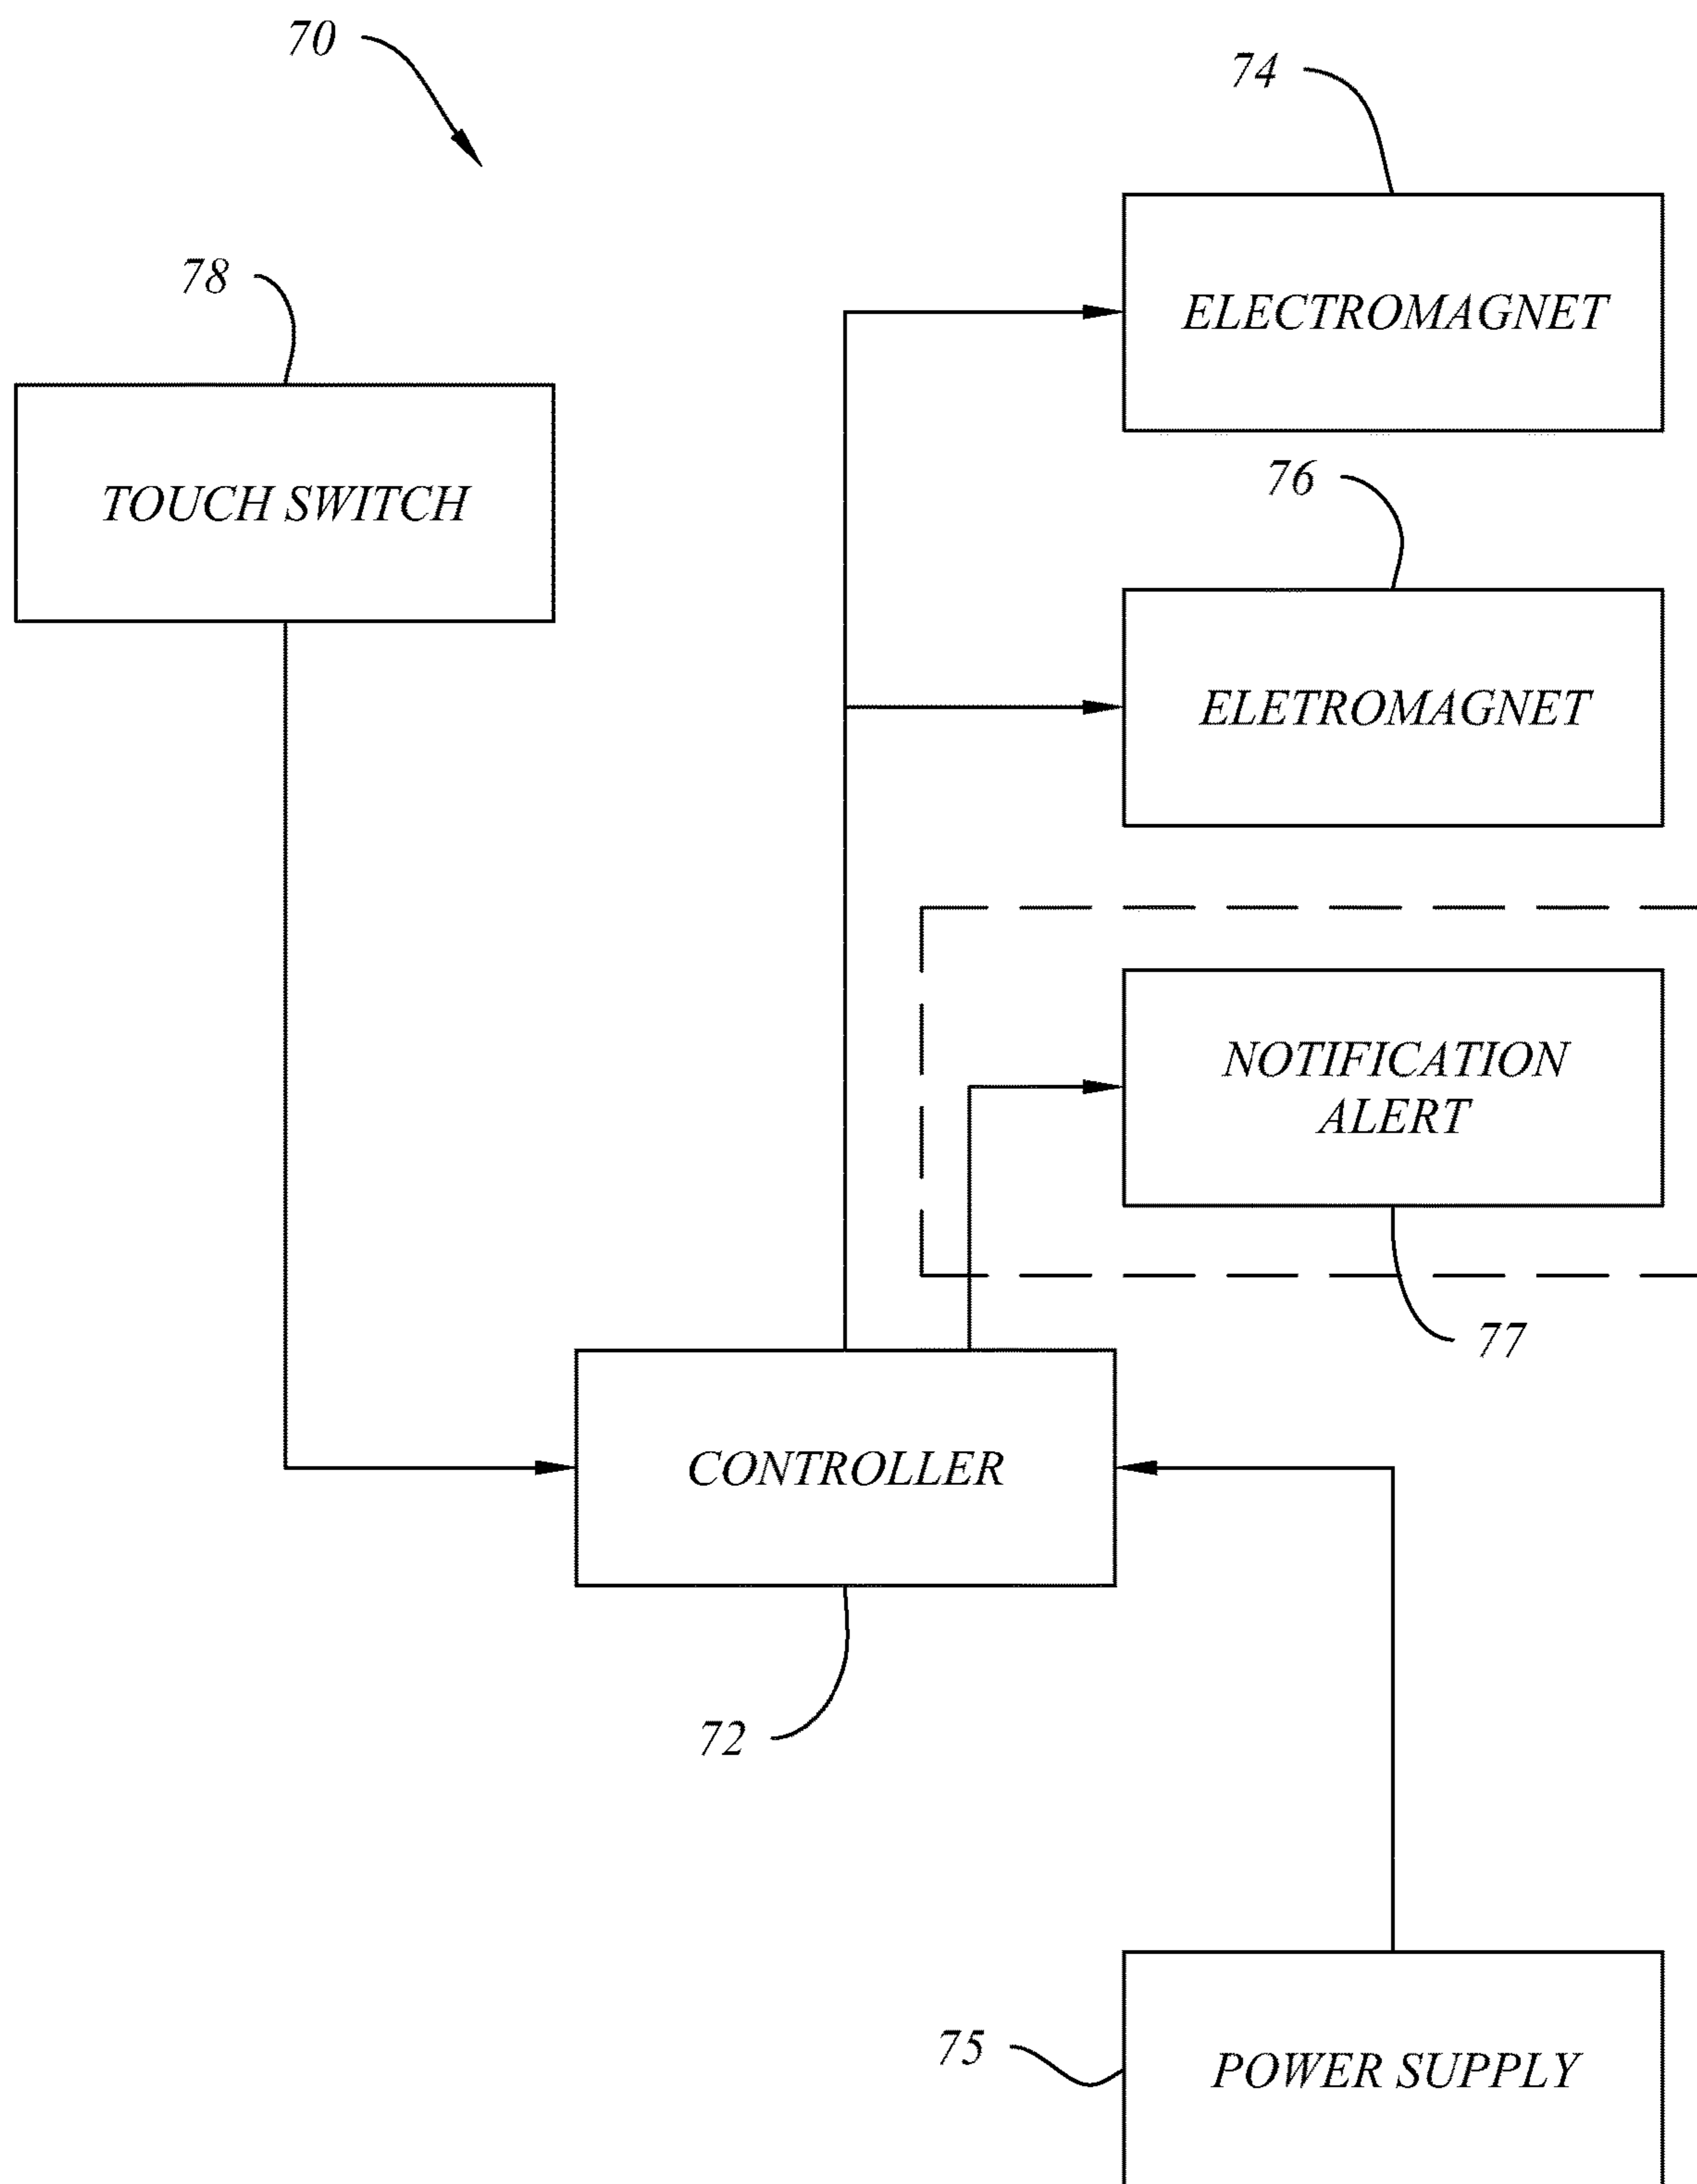 70
74
78
ELECTROMAGNET
TOUCH SWITCH
76
ELETROMAGNET
NOTIFICATION
ALERT
77
CONTROLLER
72
75
POWER SUPPLY